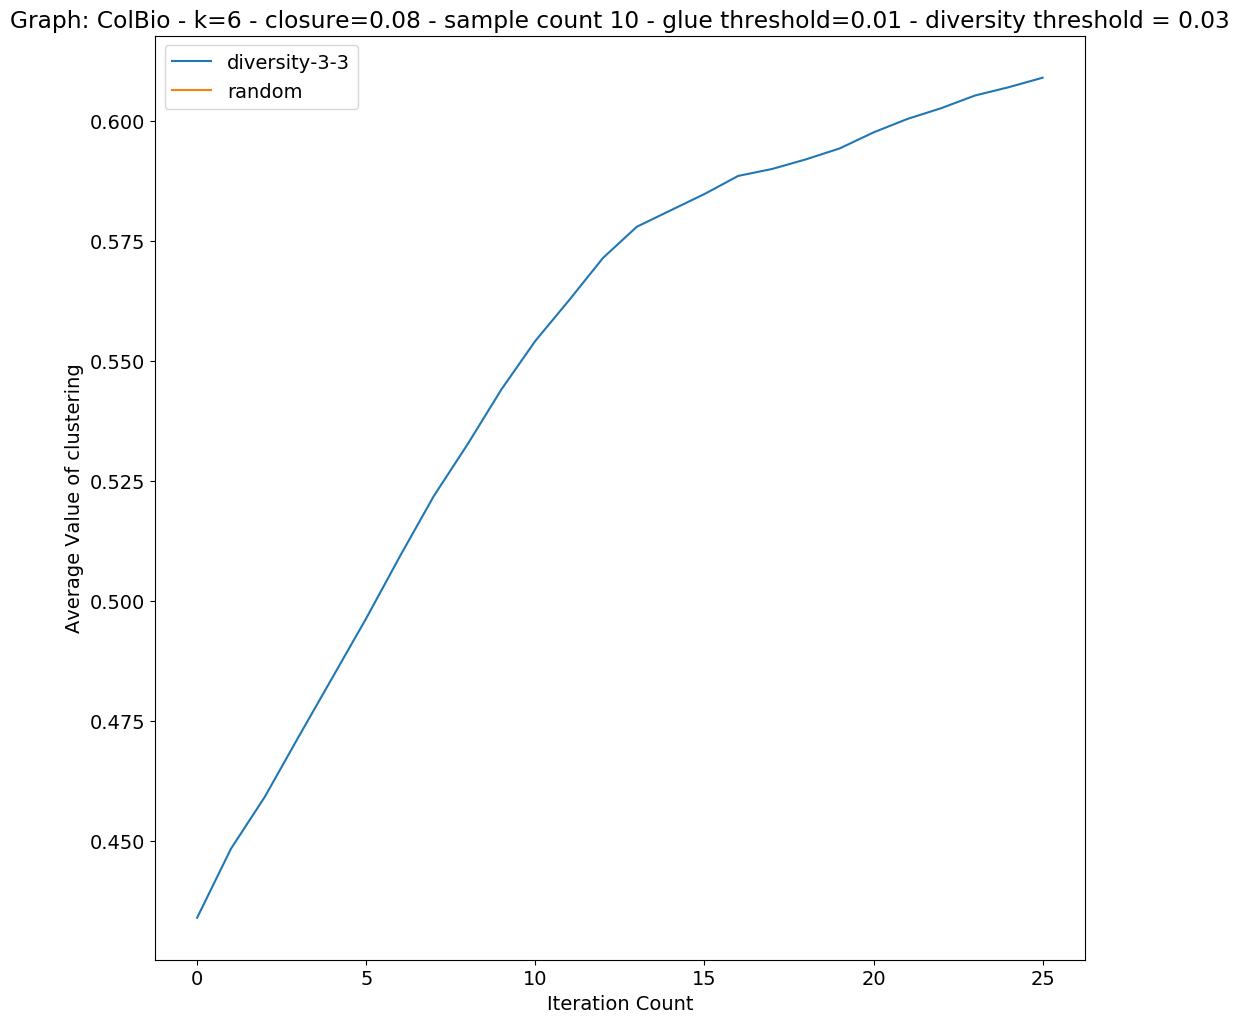 Graph: ColBio - k=6 - closure=0.08 - sample count 10 - glue threshold=0.01 - diversity threshold = 0.03
diversity-3-3
random
0.600
0.575
0.550
0.525
0.500
0.475
0.450
Average Value of clustering
0 5 10 15 20 25
Iteration Count